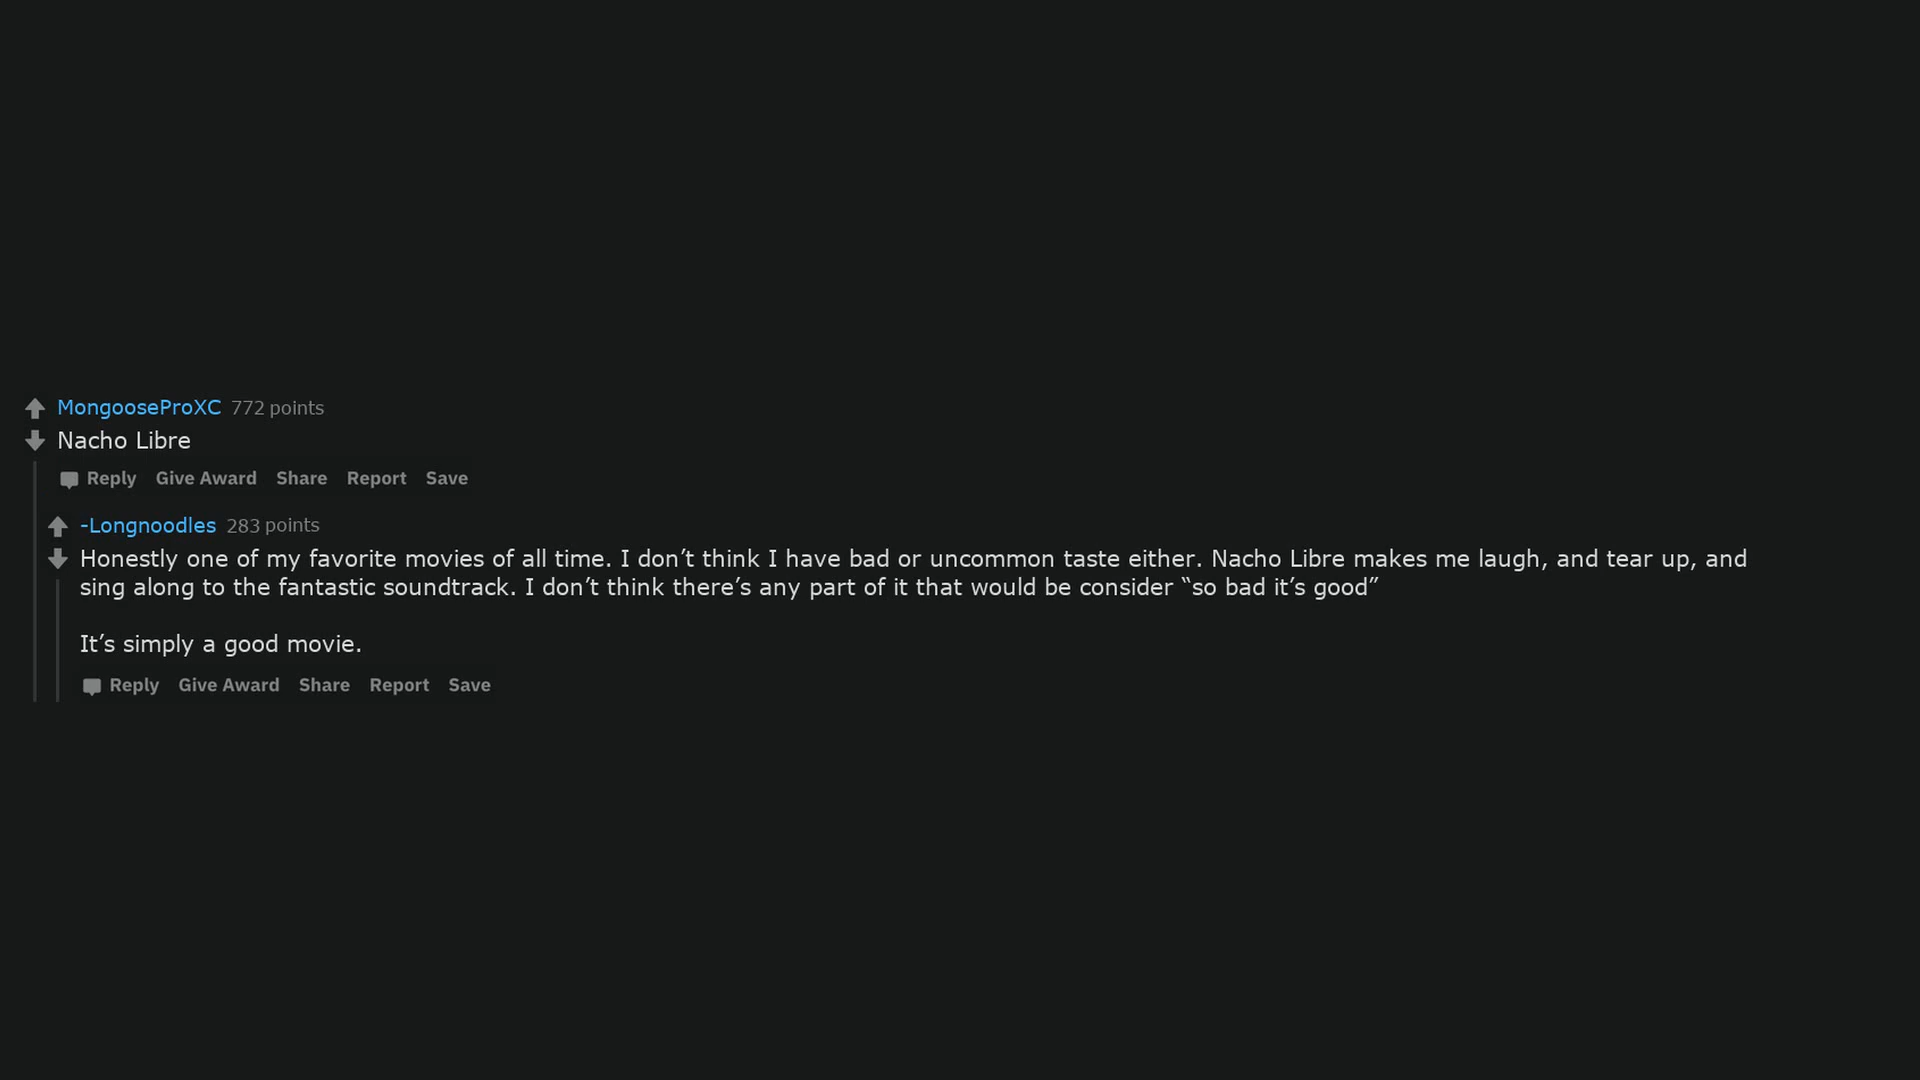 MongooseProXC 772 points
Nacho Libre
Reply Give Award Share Report Save
-Longnoodles 283 points
Honestly one of my favorite movies of all time. I don’t think I have bad or uncommon taste either. Nacho Libre makes me laugh, and tear up, and
sing along to the fantastic soundtrack. I don’t think there’s any part of it that would be consider “so bad it’s good”
It’s simply a good movie.
Reply Give Award Share Report Save